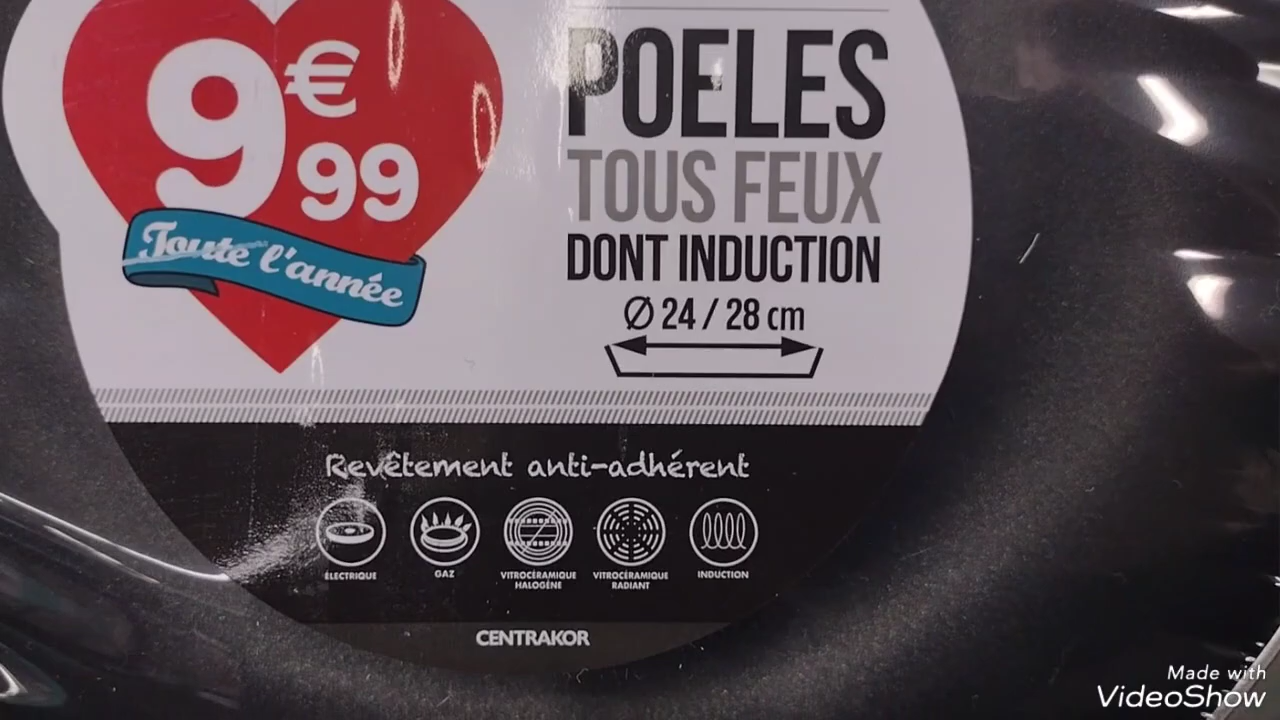 9€99
Toute l'année
POELES
TOUS FEUX
DONT INDUCTION
Ø 24 / 28 cm
Revêtement anti-adhérent
ÉLECTRIQUE
GAZ
VITROCÉRAMIQUE
HALOGÈNE
VITROCÉRAMIQUE
RADIANT
INDUCTION
CENTRAKOR
Made with
VideoShow